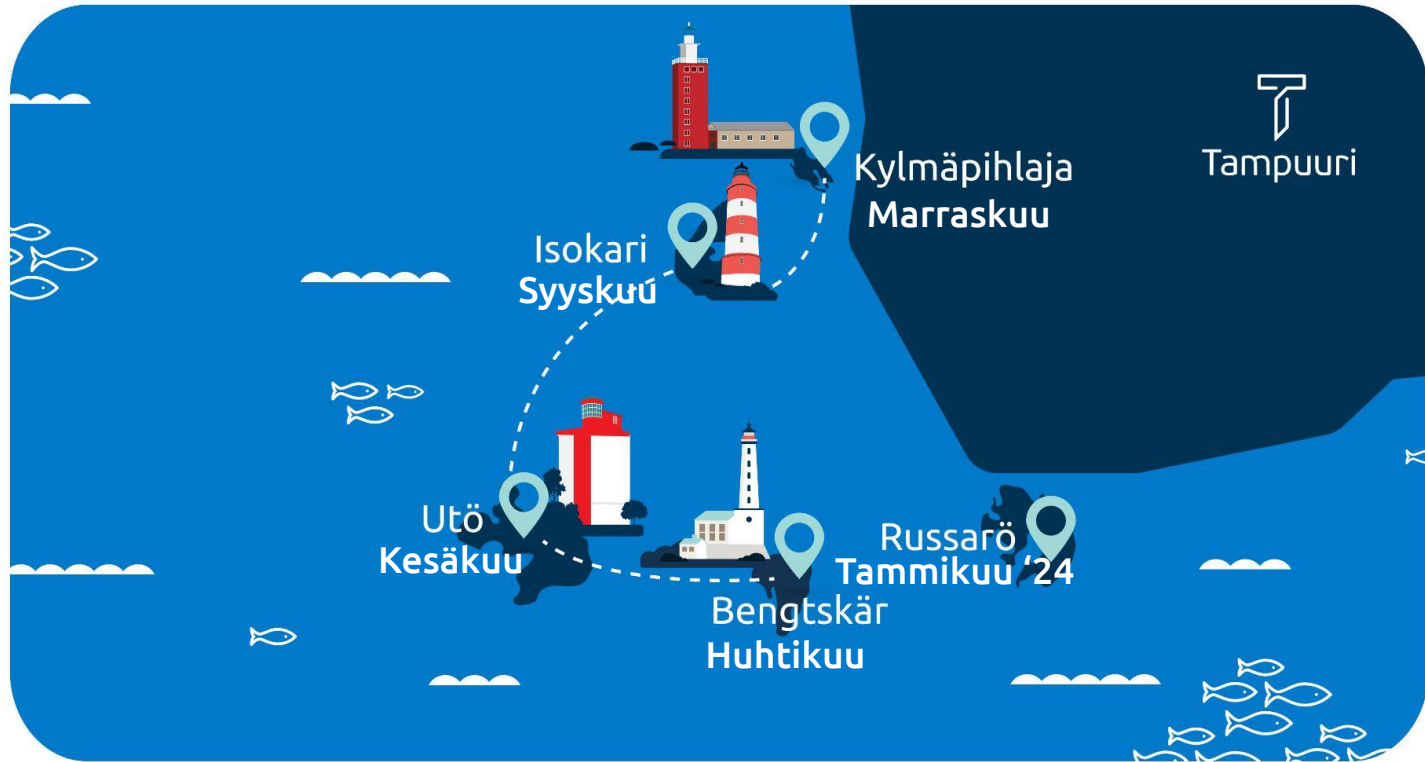 Tampuuri
Kylmäpihlaja
Marraskuu
Isokari
Syyskuu
Utö
Kesäkuu
Bengtskär
Huhtikuu
Russarö
Tammikuu ‘24